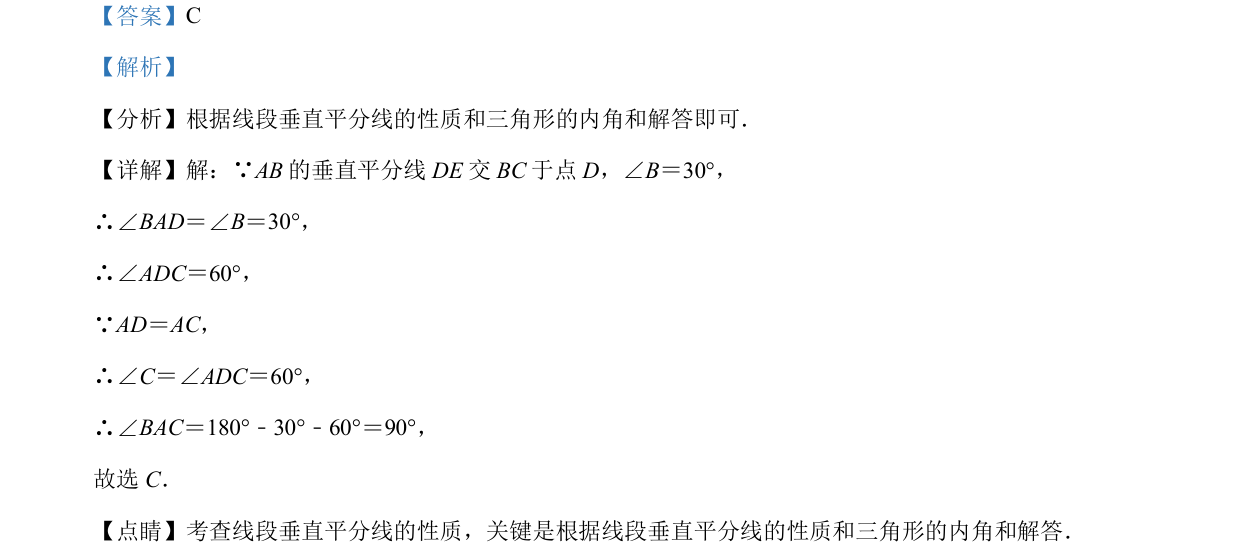 【答案】C
【解析】
【分析】根据线段垂直平分线的性质和三角形的内角和解答即可．
【详解】解：∵AB 的垂直平分线 DE 交 BC 于点 D，∠B＝30°，
∴∠BAD＝∠B＝30°，
∴∠ADC＝60°，
∵AD＝AC，
∴∠C＝∠ADC＝60°，
∴∠BAC＝180°﹣30°﹣60°＝90°，
故选 C．
【点睛】考查线段垂直平分线的性质，关键是根据线段垂直平分线的性质和三角形的内角和解答．